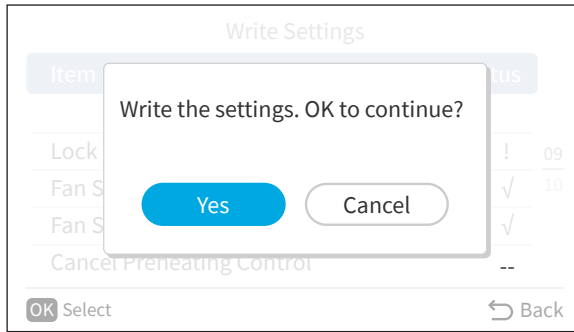 Write Settings
Item tus
Write the settings. OK to continue?
Lock ! 09
Fan S √ 10
Yes Cancel
Fan S √
Cancel Preheating Control --
OK Select Back